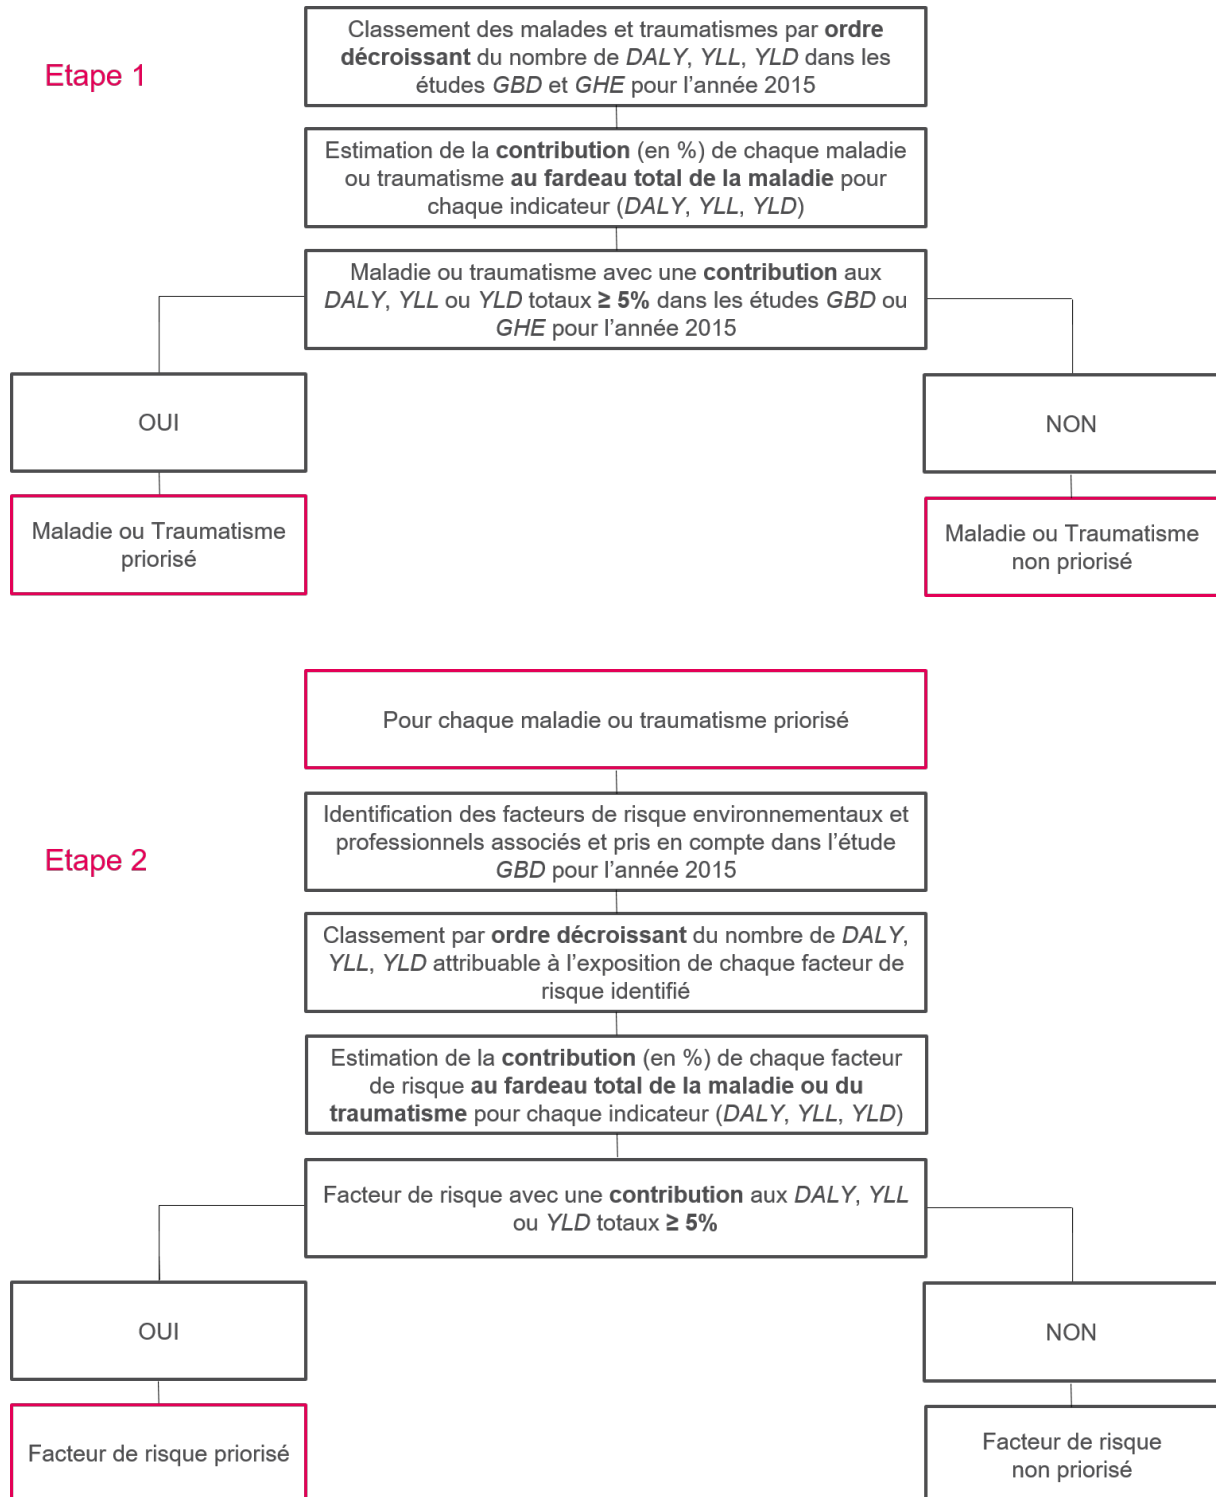 Classement des malades et traumatismes par ordre
décroissant du nombre de DALY, YLL, YLD dans les
études GBD et GHE pour l'année 2015
Etape 1
Estimation de la contribution (en %) de chaque maladie
ou traumatisme au fardeau total de la maladie pour
chaque indicateur (DALY, YLL, YLD)
Maladie ou traumatisme avec une contribution aux
DALY, YLL ou YLD totaux ≥ 5% dans les études GBD ou
GHE pour l'année 2015
OUI
NON
Maladie ou Traumatisme
priorisé
Maladie ou Traumatisme
non priorisé
Pour chaque maladie ou traumatisme priorisé
Identification des facteurs de risque environnementaux et
professionnels associés et pris en compte dans l'étude
GBD pour l'année 2015
Etape 2
Classement par ordre décroissant du nombre de DALY,
YLL, YLD attribuable à l'exposition de chaque facteur de
risque identifié
Estimation de la contribution (en %) de chaque facteur
de risque au fardeau total de la maladie ou du
traumatisme pour chaque indicateur (DALY, YLL, YLD)
Facteur de risque avec une contribution aux DALY, YLL
ou YLD totaux ≥ 5%
OUI
NON
Facteur de risque priorisé
Facteur de risque
non priorisé